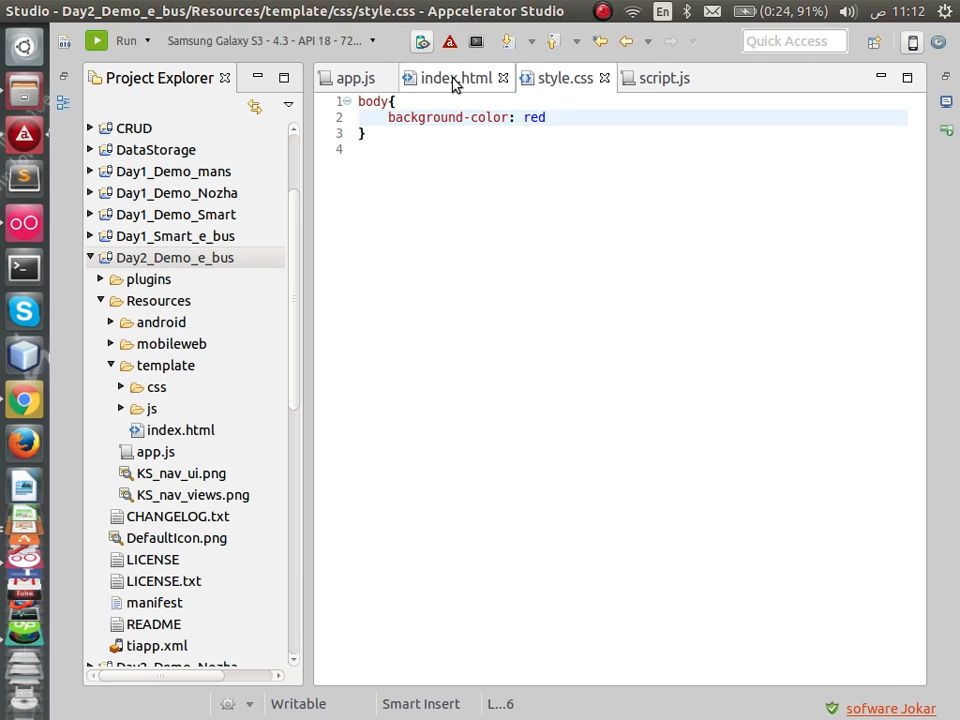 Studio - Day2_Demo_e_bus/Resources/template/css/style.css - Appcelerator Studio
En
(0:24, 91%)
11:12 ص
Run
Samsung Galaxy S3 - 4.3 - API 18 - 72...
Quick Access
Project Explorer
app.js
index.html
style.css
script.js
CRUD
DataStorage
Day1_Demo_mans
Day1_Demo_Nozha
Day1_Demo_Smart
Day1_Smart_e_bus
Day2_Demo_e_bus
plugins
Resources
android
mobileweb
template
css
js
index.html
app.js
KS_nav_ui.png
KS_nav_views.png
CHANGELOG.txt
DefaultIcon.png
LICENSE
LICENSE.txt
manifest
README
tiapp.xml
Day2_Demo_Nozha
1 body{
2 background-color: red
3 }
4
Writable
Smart Insert
L...6
sofware Jokar